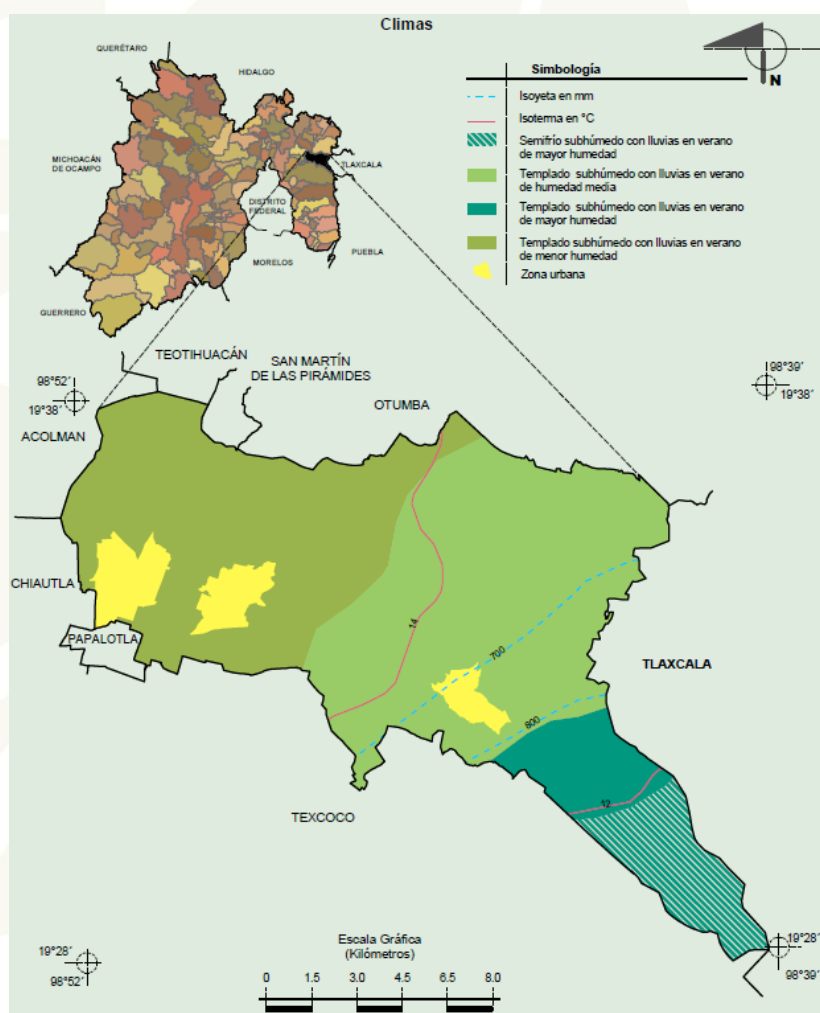 Climas
QUERÉTARO
HIDALGO
MICHOACÁN
DE OCAMPO
TLAXCALA
DISTRITO
FEDERAL
PUEBLA
MORELOS
GUERRERO
N
Simbología
Isoyeta en mm
Isoterma en °C
Semifrío subhúmedo con lluvias en verano
de mayor humedad
Templado subhúmedo con lluvias en verano
de humedad media
Templado subhúmedo con lluvias en verano
de mayor humedad
Templado subhúmedo con lluvias en verano
de menor humedad
Zona urbana
TEOTIHUACÁN
SAN MARTÍN
DE LAS PIRÁMIDES
98°52´
19°38´
98°39´
19°38´
OTUMBA
ACOLMAN
CHIAUTLA
PAPALOTLA
14
700
TLAXCALA
800
12
TEXCOCO
19°28´
98°52´
19°28´
98°39´
Escala Gráfica
(Kilómetros)
0 1.5 3.0 4.5 6.5 8.0